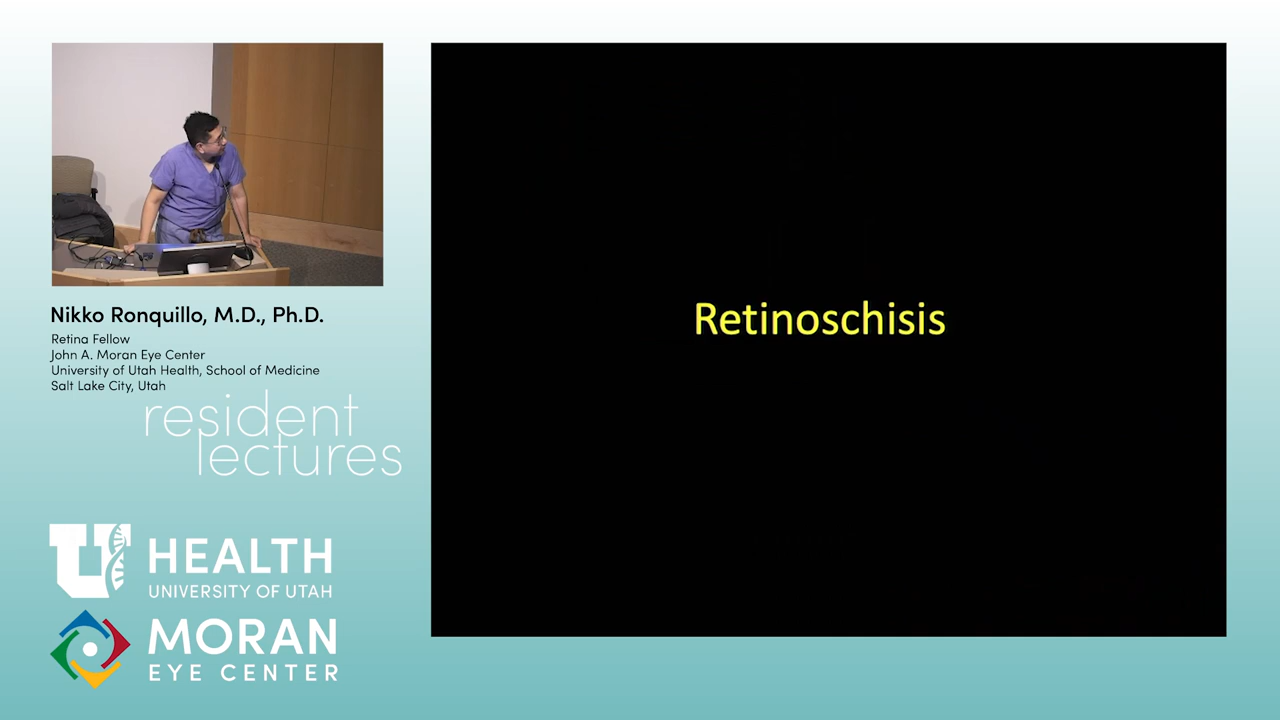 Nikko Ronquillo, M.D., Ph.D.
Retina Fellow
John A. Moran Eye Center
University of Utah Health, School of Medicine
Salt Lake City, Utah
resident
lectures
U HEALTH
UNIVERSITY OF UTAH
MORAN
EYE CENTER
Retinoschisis